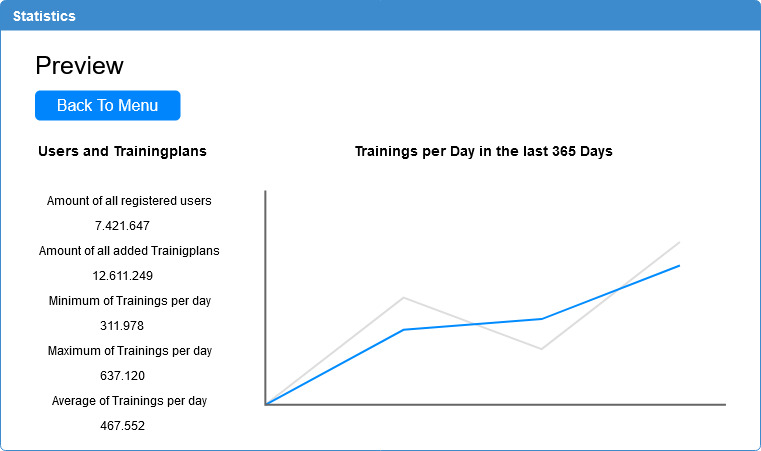 Statistics
Preview
Back To Menu
Users and Trainingplans
Trainings per Day in the last 365 Days
Amount of all registered users
7.421.647
Amount of all added Trainigplans
12.611.249
Minimum of Trainings per day
311.978
Maximum of Trainings per day
637.120
Average of Trainings per day
467.552